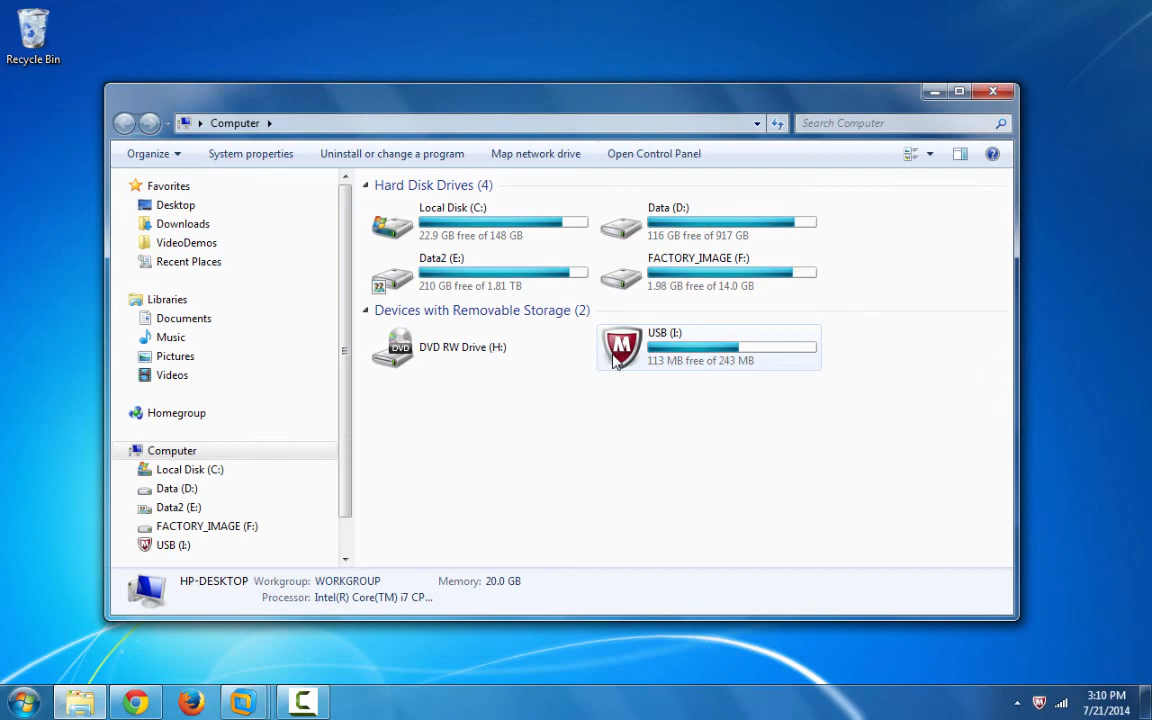 Recycle Bin
Computer
Search Computer
Organize
System properties
Uninstall or change a program
Map network drive
Open Control Panel
Favorites
Desktop
Downloads
VideoDemos
Recent Places
Libraries
Documents
Music
Pictures
Videos
Homegroup
Computer
Local Disk (C:)
Data (D:)
Data2 (E:)
FACTORY_IMAGE (F:)
USB (I:)
Hard Disk Drives (4)
Local Disk (C:)
22.9 GB free of 148 GB
Data (D:)
116 GB free of 917 GB
Data2 (E:)
210 GB free of 1.81 TB
FACTORY_IMAGE (F:)
1.98 GB free of 14.0 GB
Devices with Removable Storage (2)
DVD
DVD RW Drive (H:)
M
USB (I:)
113 MB free of 243 MB
HP-DESKTOP Workgroup: WORKGROUP Memory: 20.0 GB
Processor: Intel(R) Core(TM) i7 CP...
3:10 PM
7/21/2014